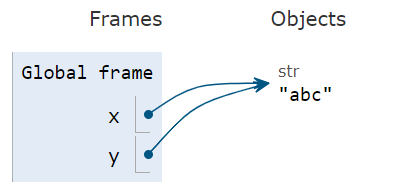 Frames Objects
Global frame
str
"abc"
x
y